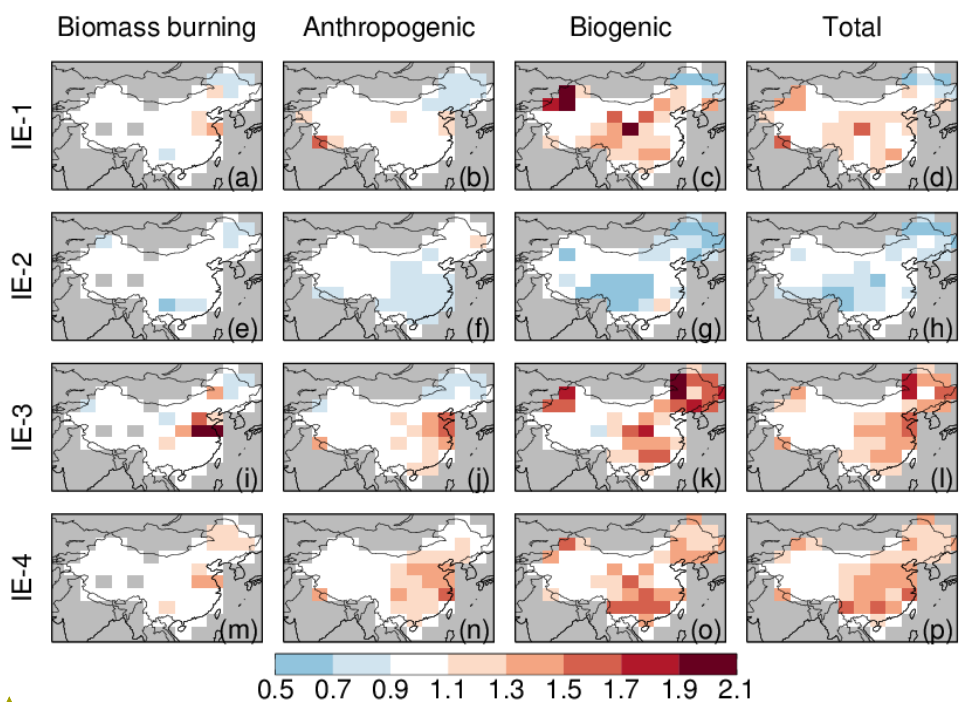 Biomass burning Anthropogenic Biogenic Total
IE-1
(a) (b) (c) (d)
IE-2
(e) (f) (g) (h)
IE-3
(i) (j) (k) (l)
IE-4
(m) (n) (o) (p)
0.5 0.7 0.9 1.1 1.3 1.5 1.7 1.9 2.1